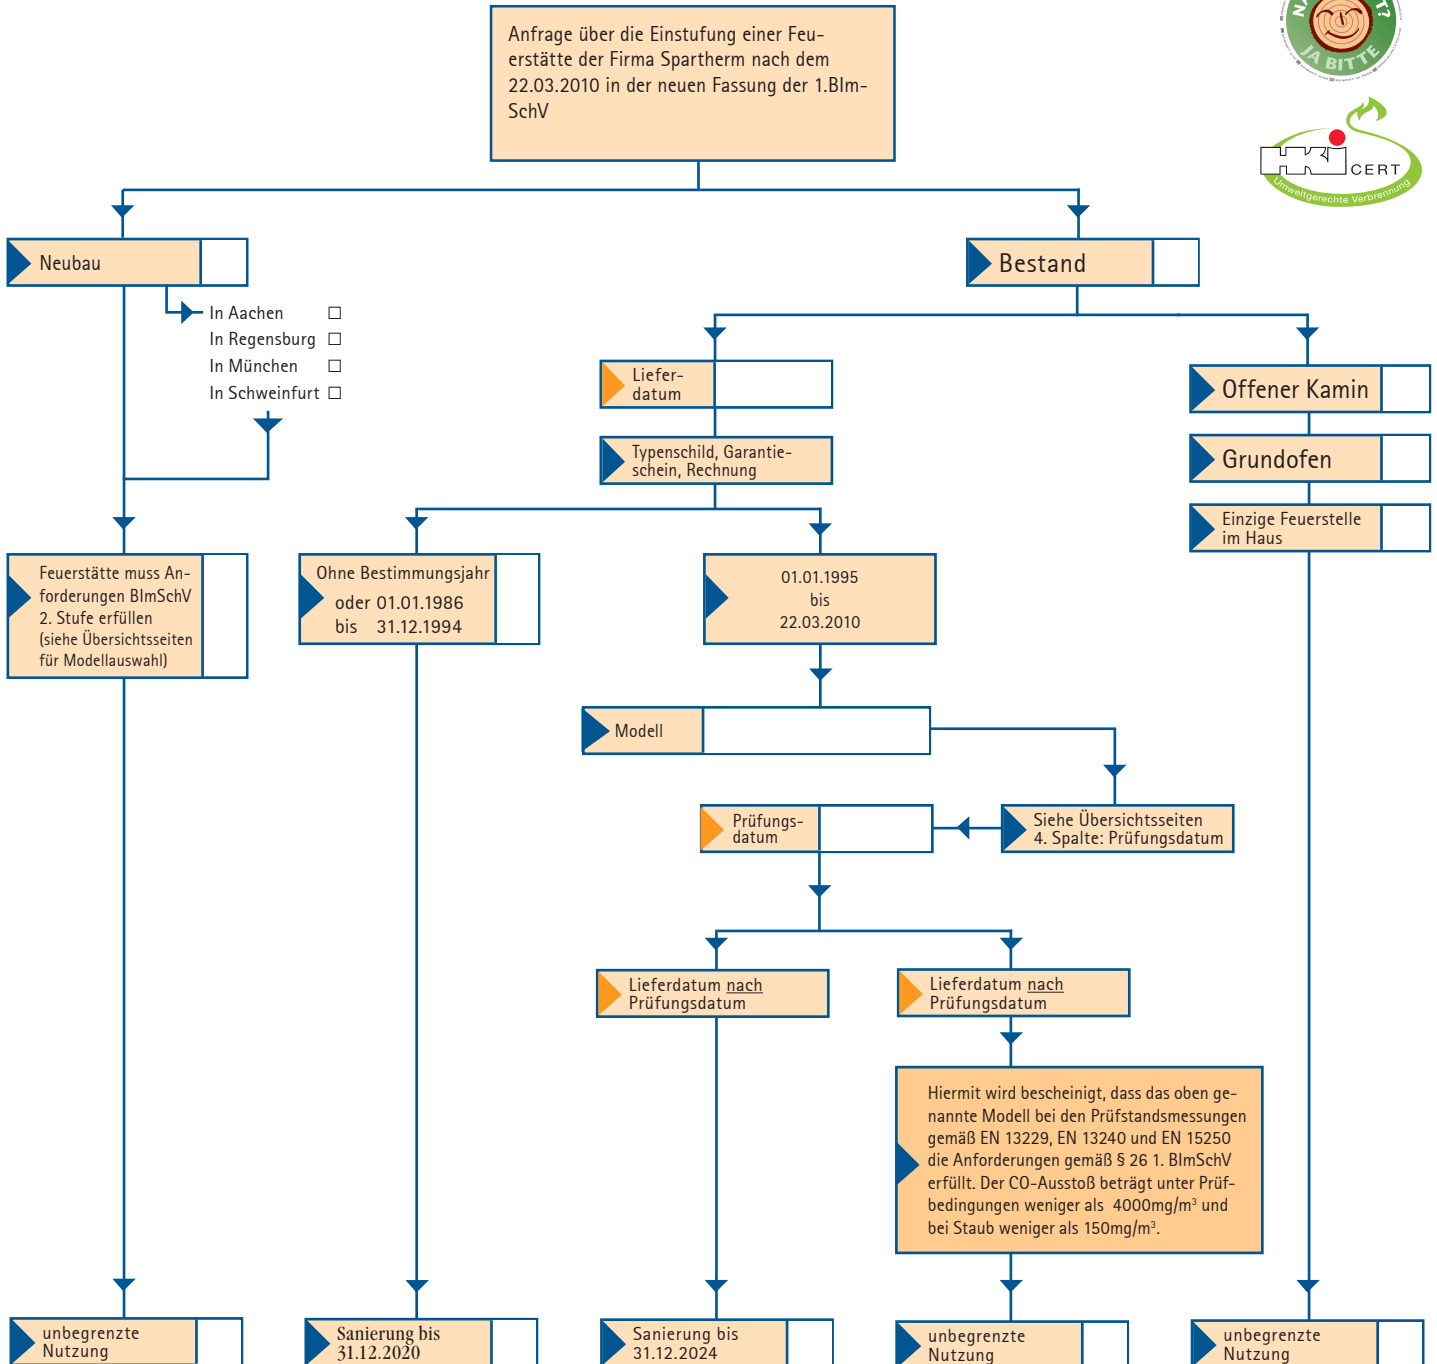 Anfrage über die Einstufung einer Feu-
erstätte der Firma Spartherm nach dem
22.03.2010 in der neuen Fassung der 1.BIm-
SchV
JA BITTE
HKI CERT
Umweltgerechte Verbrennung
Neubau
In Aachen ☐
In Regensburg ☐
In München ☐
In Schweinfurt ☐
Bestand
Liefer-
datum
Typenschild, Garantie-
schein, Rechnung
Offener Kamin
Grundofen
Einzige Feuerstelle
im Haus
Feuerstätte muss An-
forderungen BImSchV
2. Stufe erfüllen
(siehe Übersichtsseiten
für Modellauswahl)
Ohne Bestimmungsjahr
oder 01.01.1986
bis 31.12.1994
01.01.1995
bis
22.03.2010
Modell
Prüfungs-
datum
Siehe Übersichtsseiten
4. Spalte: Prüfungsdatum
Lieferdatum nach
Prüfungsdatum
Lieferdatum nach
Prüfungsdatum
Hiermit wird bescheinigt, dass das oben ge-
nannte Modell bei den Prüfstandsmessungen
gemäß EN 13229, EN 13240 und EN 15250
die Anforderungen gemäß § 26 1. BImSchV
erfüllt. Der CO-Ausstoß beträgt unter Prüf-
bedingungen weniger als 4000mg/m³ und
bei Staub weniger als 150mg/m³.
unbegrenzte
Nutzung
Sanierung bis
31.12.2020
Sanierung bis
31.12.2024
unbegrenzte
Nutzung
unbegrenzte
Nutzung